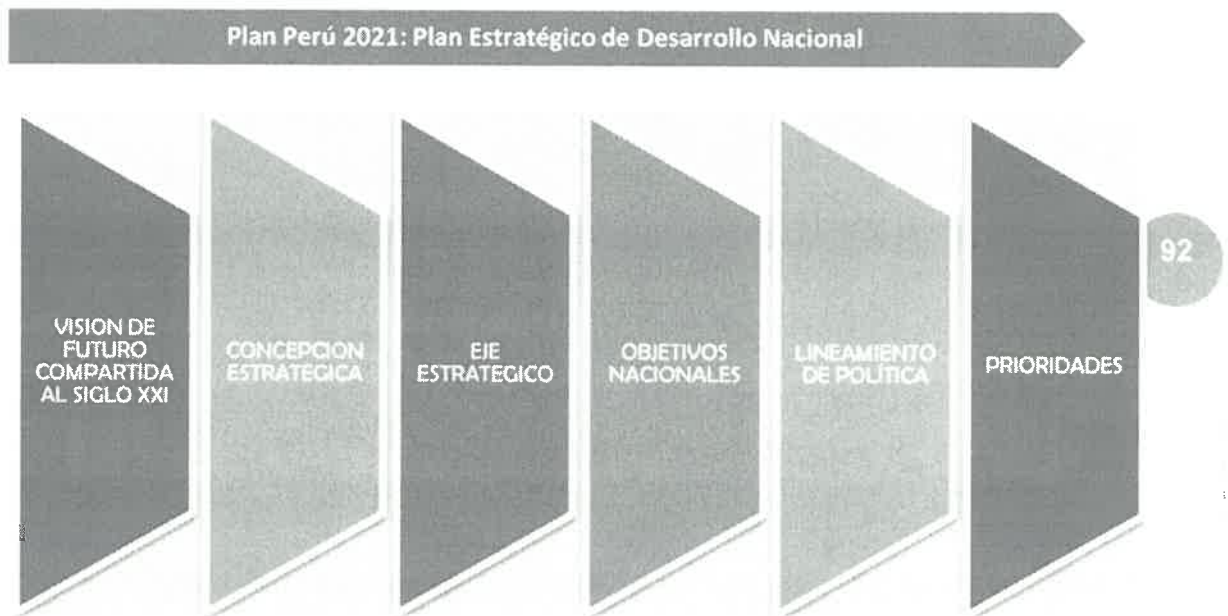 Plan Perú 2021: Plan Estratégico de Desarrollo Nacional
VISION DE
FUTURO
COMPARTIDA
AL SIGLO XXI
CONCEPCION
ESTRATEGICA
EJE
ESTRATEGICO
OBJETIVOS
NACIONALES
LINEAMIENTO
DE POLÍTICA
PRIORIDADES
92